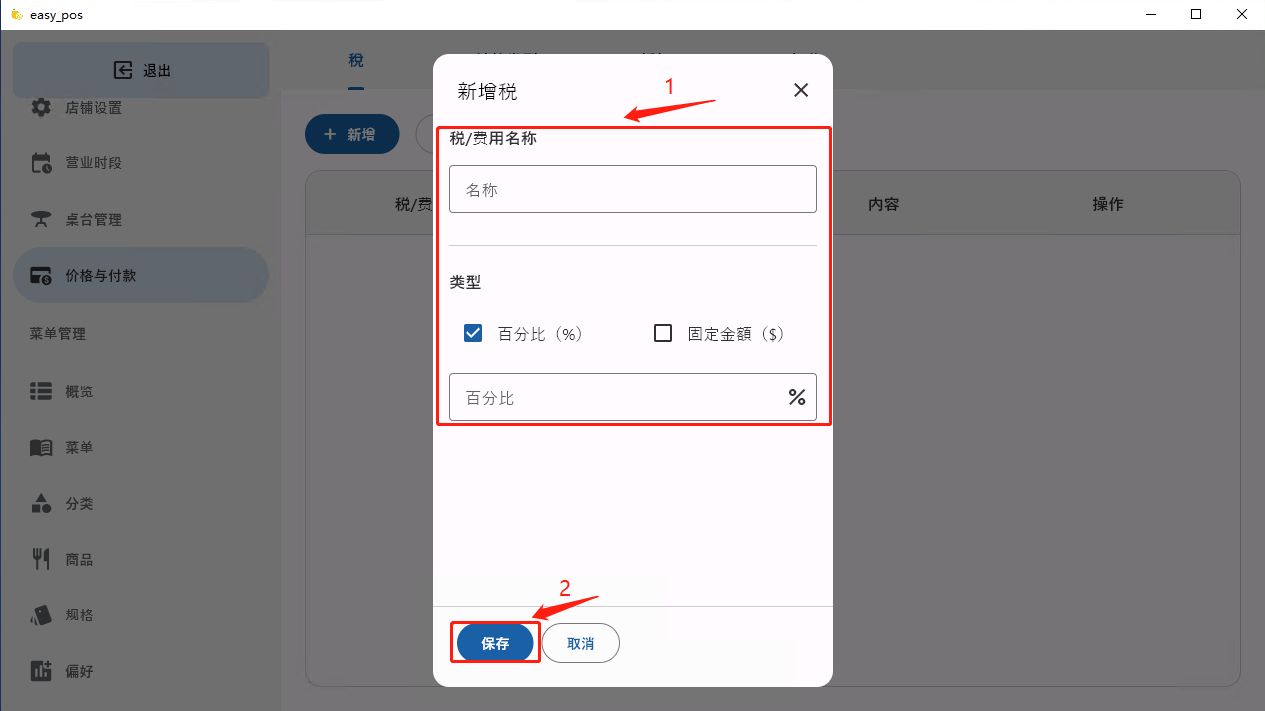 easy_pos
退出
税
店铺设置
营业时段
桌台管理
价格与付款
菜单管理
概览
菜单
分类
商品
规格
偏好
+ 新增
税/费
内容
操作
新增税
1
税/费用名称
名称
类型
百分比（%）
固定金額（$）
百分比
%
2
保存
取消